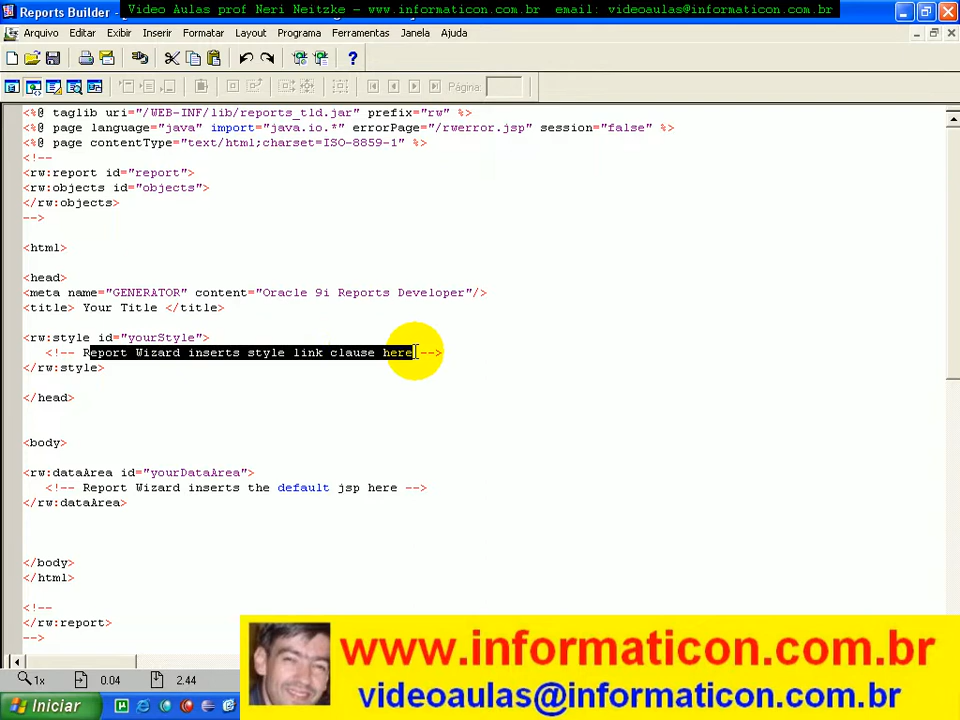 Reports Builder -
Video Aulas prof Neri Neitzke - www.informaticon.com.br  email: videoaulas@informaticon.com.br
Arquivo Editar Exibir Inserir Formatar Layout Programa Ferramentas Janela Ajuda
Página:
<%@ taglib uri="/WEB-INF/lib/reports_tld.jar" prefix="rw" %>
<%@ page language="java" import="java.io.*" errorPage="/rwerror.jsp" session="false" %>
<%@ page contentType="text/html;charset=ISO-8859-1" %>
<!--
<rw:report id="report">
<rw:objects id="objects">
</rw:objects>
-->
<html>
<head>
<meta name="GENERATOR" content="Oracle 9i Reports Developer"/>
<title> Your Title </title>
<rw:style id="yourStyle">
<!-- Report Wizard inserts style link clause here -->
</rw:style>
</head>
<body>
<rw:dataArea id="yourDataArea">
<!-- Report Wizard inserts the default jsp here -->
</rw:dataArea>
</body>
</html>
<!--
</rw:report>
-->
1x 0.04 2.44
Iniciar
www.informaticon.com.br
videoaulas@informaticon.com.br